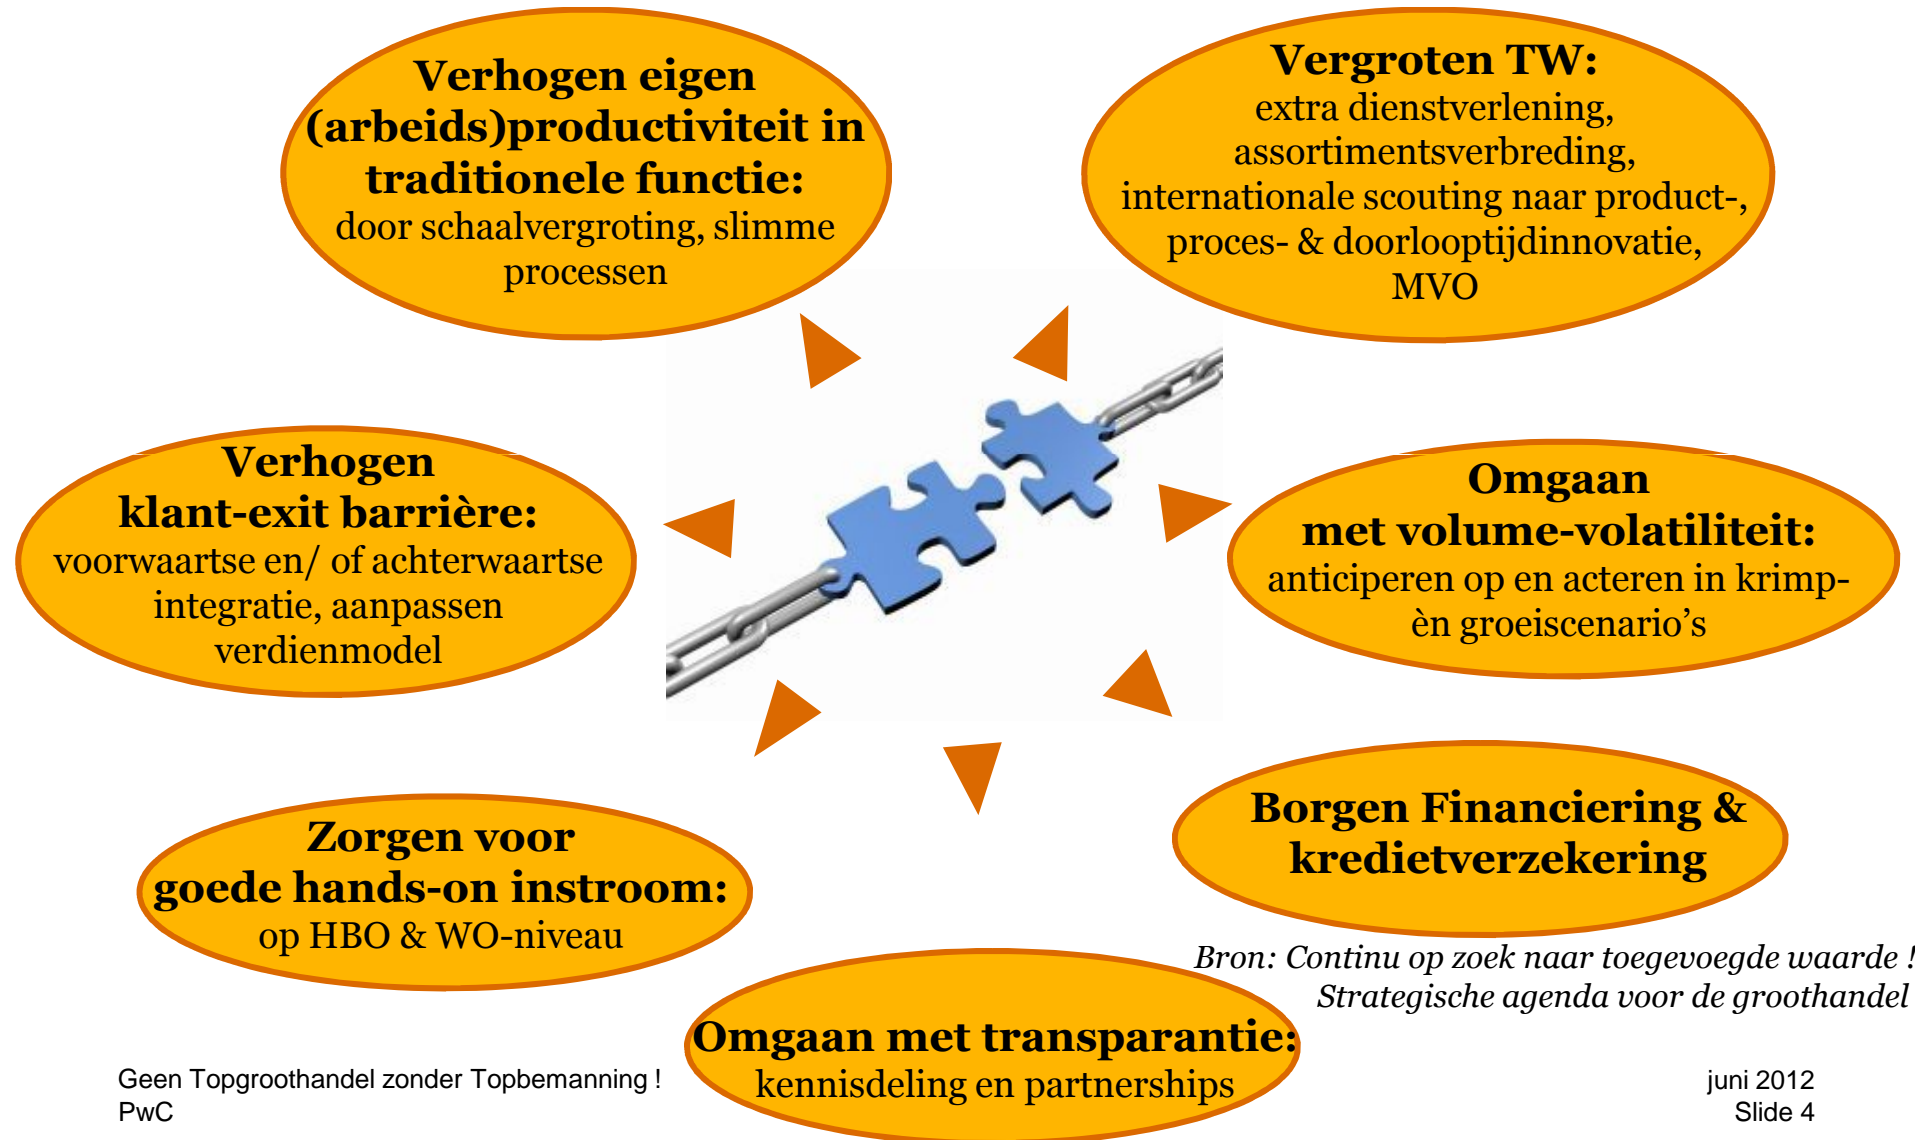 Verhogen eigen
(arbeids)productiviteit in
traditionele functie:
door schaalvergroting, slimme
processen
Vergroten TW:
extra dienstverlening,
assortimentsverbreding,
internationale scouting naar product-,
proces- & doorlooptijdinnovatie,
MVO
Verhogen
klant-exit barrière:
voorwaartse en/ of achterwaartse
integratie, aanpassen
verdienmodel
Omgaan
met volume-volatiliteit:
anticiperen op en acteren in krimp-
èn groeiscenario’s
Zorgen voor
goede hands-on instroom:
op HBO & WO-niveau
Borgen Financiering &
kredietverzekering
Bron: Continu op zoek naar toegevoegde waarde !
Strategische agenda voor de groothandel
Omgaan met transparantie:
kennisdeling en partnerships
Geen Topgroothandel zonder Topbemanning !
PwC
juni 2012
Slide 4